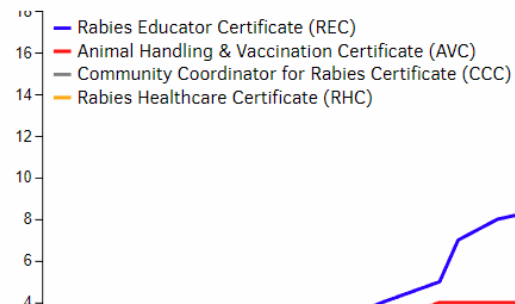 18
Rabies Educator Certificate (REC)
16
Animal Handling & Vaccination Certificate (AVC)
Community Coordinator for Rabies Certificate (CCC)
14
Rabies Healthcare Certificate (RHC)
12
10
8
6
4